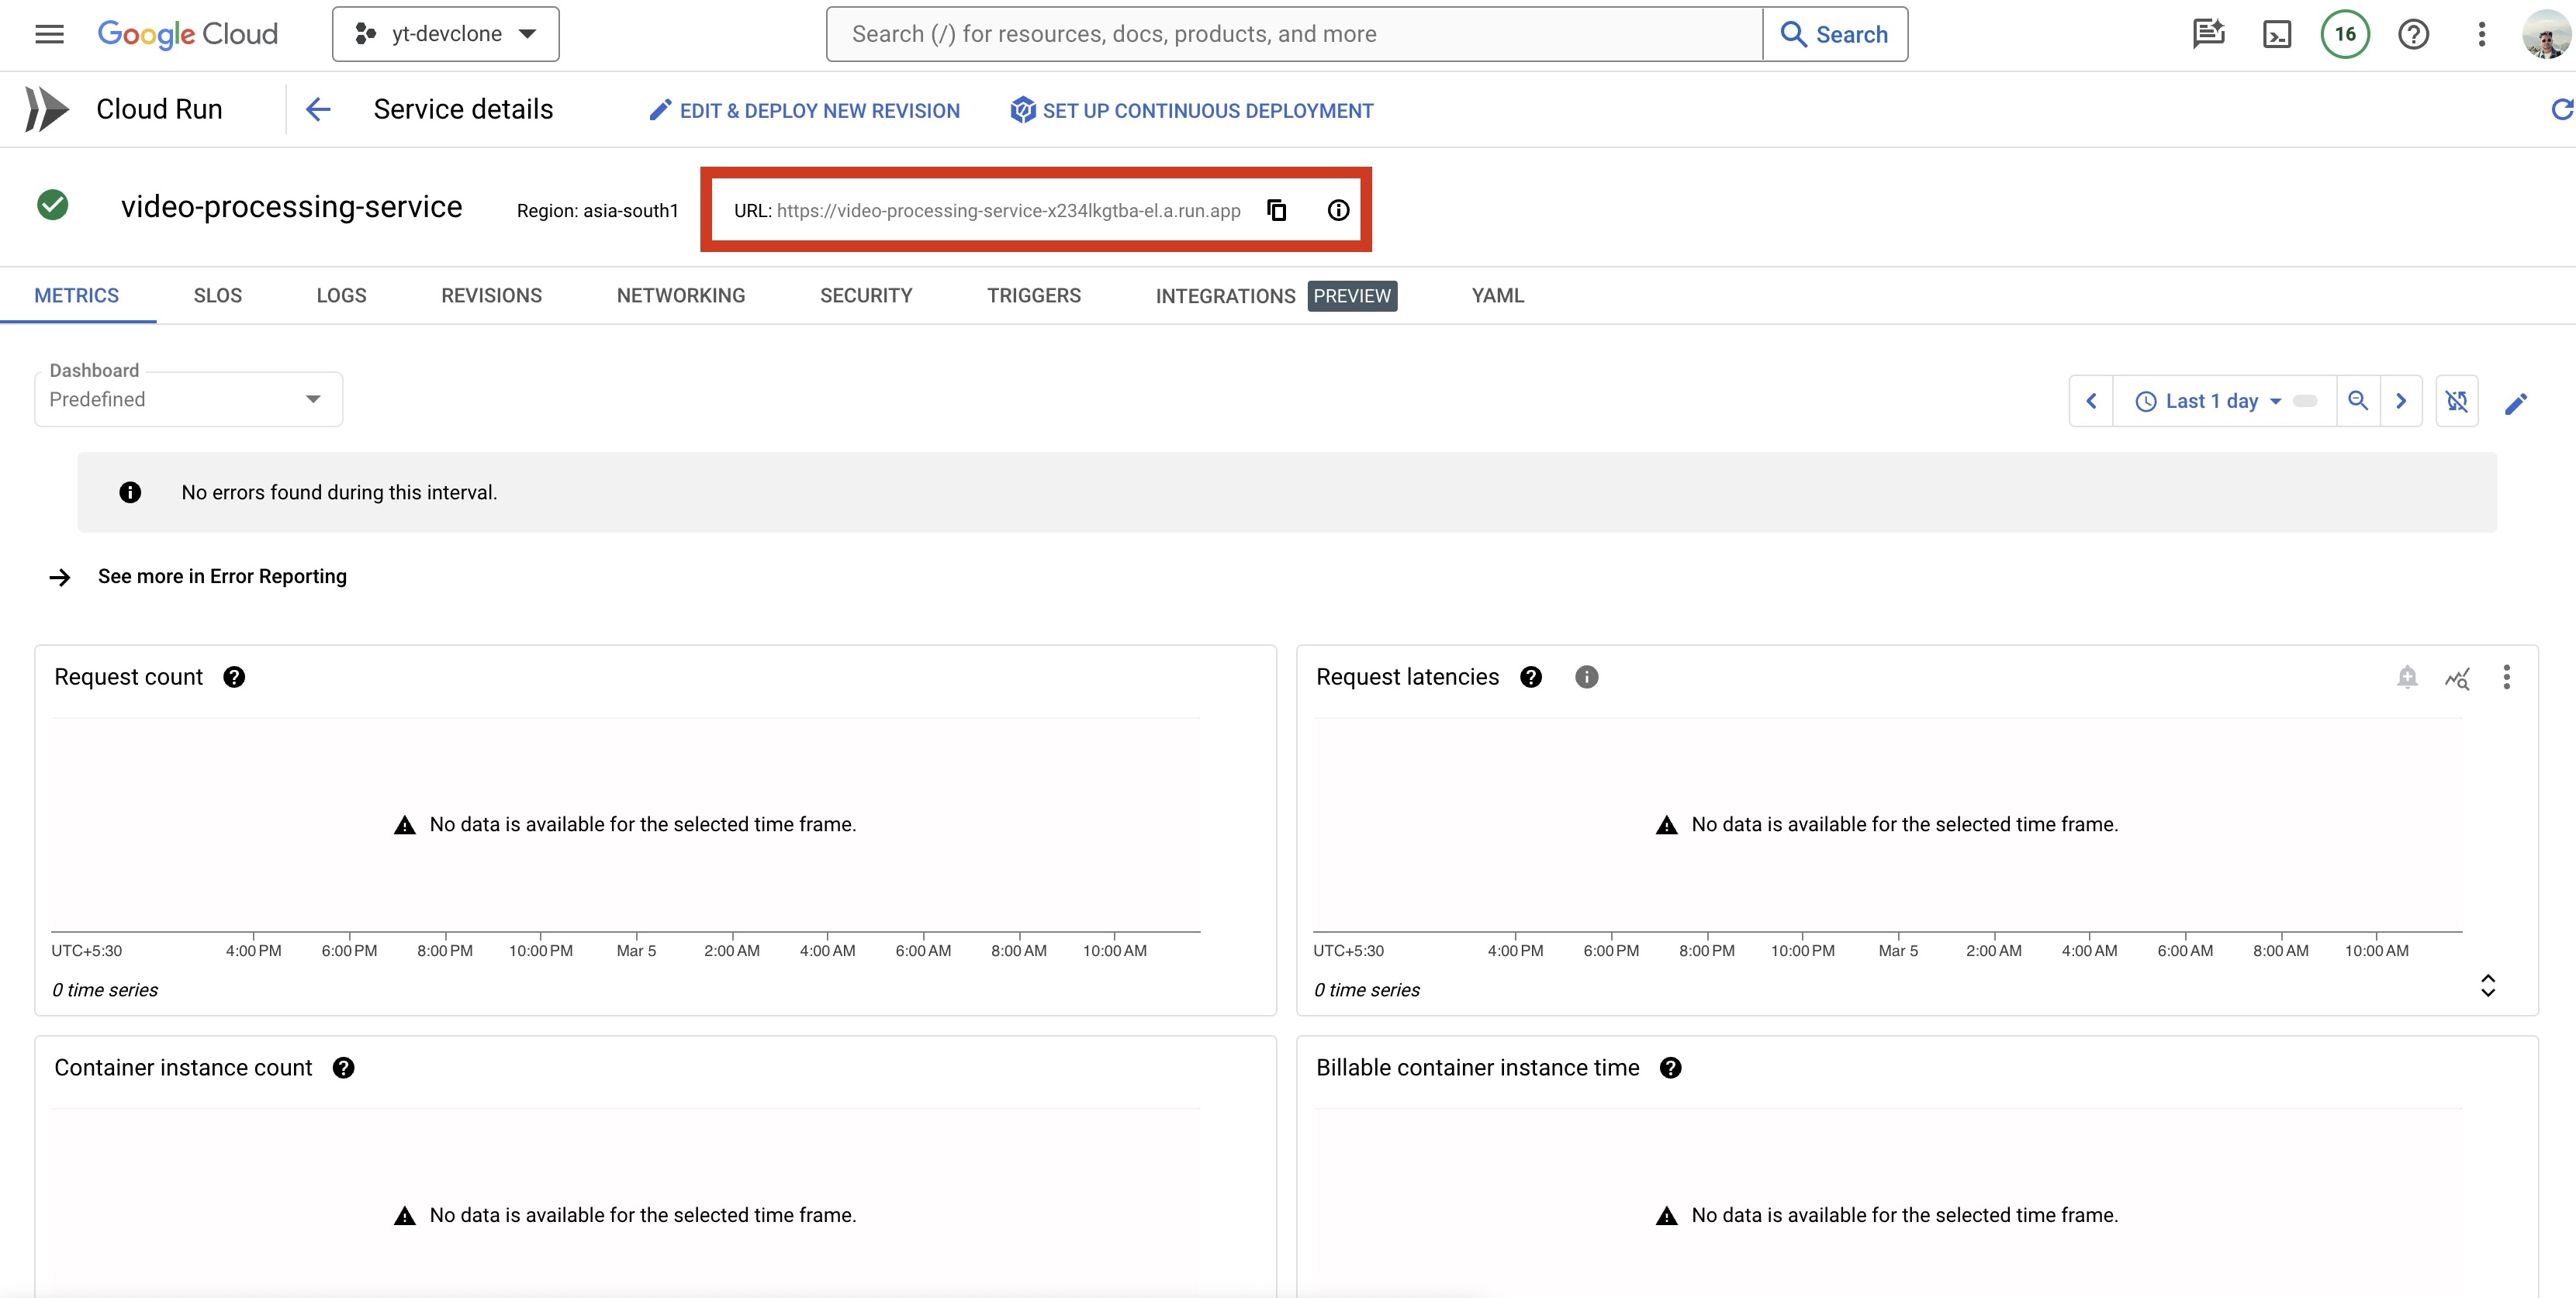 Google Cloud
yt-devclone
Search (/) for resources, docs, products, and more
Search
16
Cloud Run
Service details
EDIT & DEPLOY NEW REVISION
SET UP CONTINUOUS DEPLOYMENT
video-processing-service
Region: asia-south1
URL: https://video-processing-service-x234lkgtba-el.a.run.app
METRICS
SLOS
LOGS
REVISIONS
NETWORKING
SECURITY
TRIGGERS
INTEGRATIONS
PREVIEW
YAML
Dashboard
Predefined
Last 1 day
No errors found during this interval.
See more in Error Reporting
Request count
No data is available for the selected time frame.
UTC+5:30 4:00 PM 6:00 PM 8:00 PM 10:00 PM Mar 5 2:00 AM 4:00 AM 6:00 AM 8:00 AM 10:00 AM
0 time series
Request latencies
No data is available for the selected time frame.
UTC+5:30 4:00 PM 6:00 PM 8:00 PM 10:00 PM Mar 5 2:00 AM 4:00 AM 6:00 AM 8:00 AM 10:00 AM
0 time series
Container instance count
No data is available for the selected time frame.
Billable container instance time
No data is available for the selected time frame.